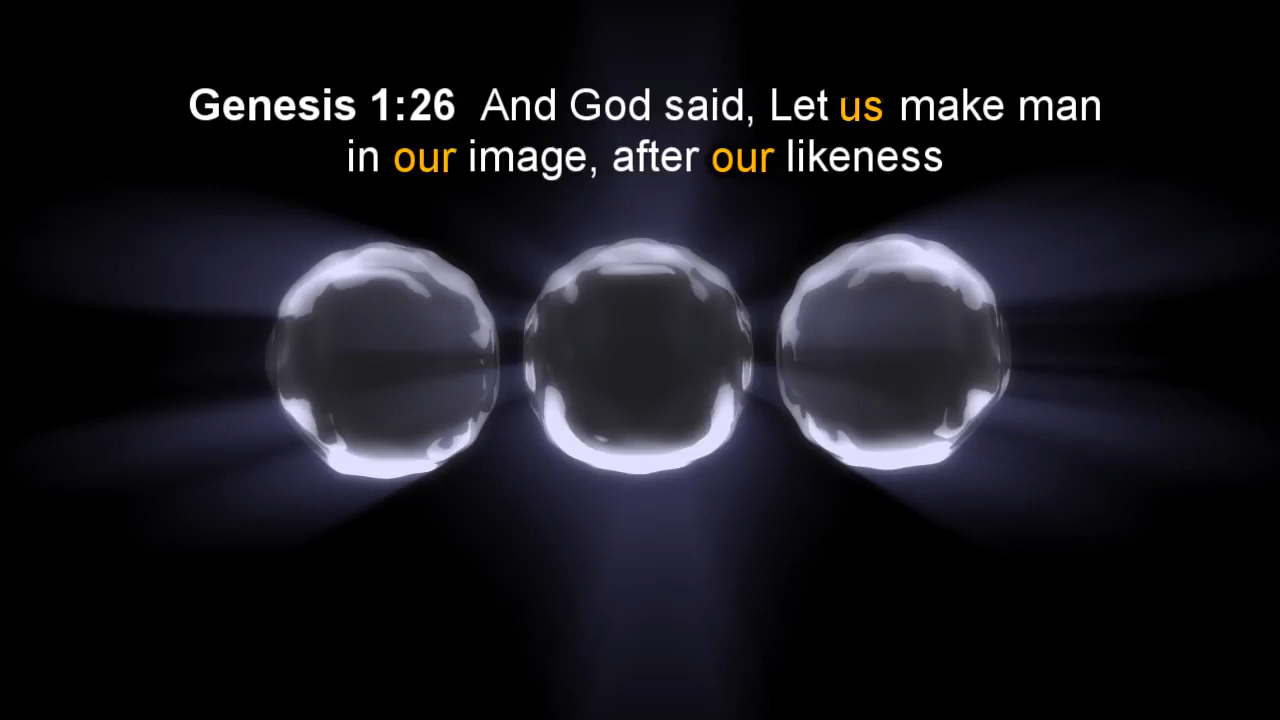 Genesis 1:26 And God said, Let us make man
in our image, after our likeness